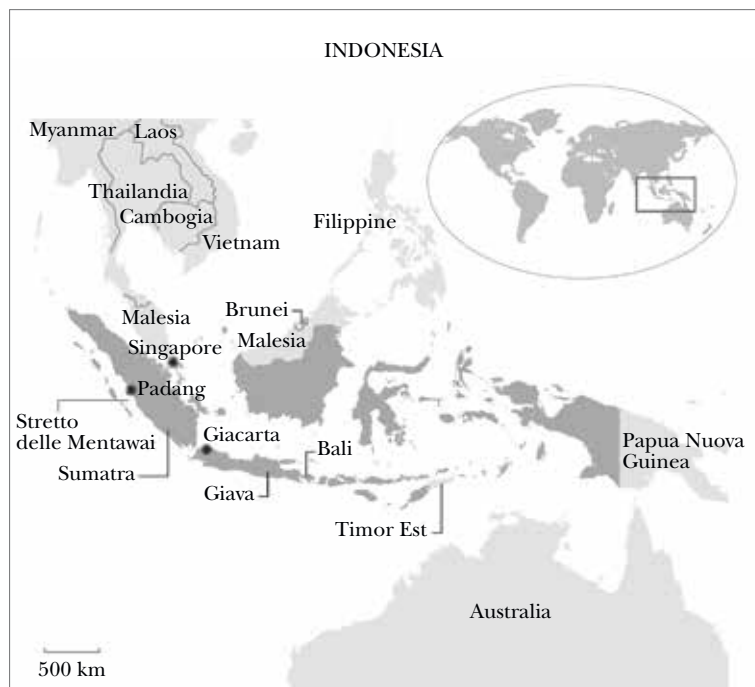 INDONESIA
Myanmar
Laos
Thailandia
Cambogia
Vietnam
Filippine
Brunei
Malesia
Malesia
Singapore
Padang
Stretto
delle Mentawai
Sumatra
Giacarta
Giava
Bali
Timor Est
Papua Nuova
Guinea
Australia
500 km